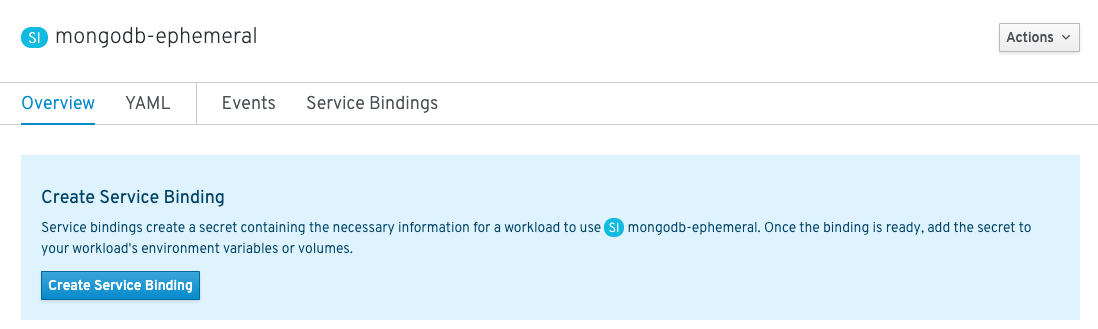 SI mongodb-ephemeral
Actions
Overview YAML Events Service Bindings
Create Service Binding
Service bindings create a secret containing the necessary information for a workload to use SI mongodb-ephemeral. Once the binding is ready, add the secret to
your workload's environment variables or volumes.
Create Service Binding